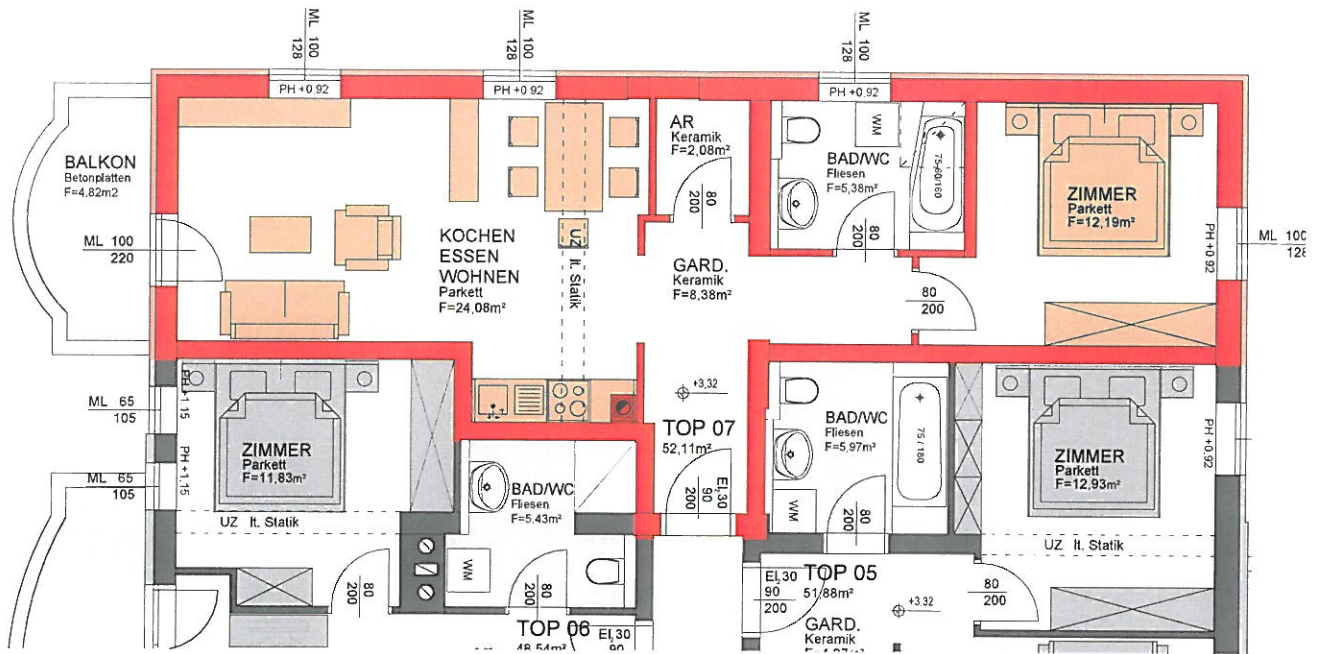 ML 100
128
ML 100
128
ML 100
128
PH +0.92
PH +0.92
PH +0.92
BALKON
Betonplatten
F=4,82m2
ML 100
220
KOCHEN
ESSEN
WOHNEN
Parkett
F=24,08m²
UZ lt. Statik
AR
Keramik
F=2,08m²
80
200
GARD.
Keramik
F=8,38m²
WM
BAD/WC
Fliesen
F=5,38m²
75-60/160
80
200
ZIMMER
Parkett
F=12,19m²
PH +0.92
ML 100
80
200
+3,32
TOP 07
52,11m²
EI,30
90
200
ML 65
105
ML 65
105
PH +1,15
PH +1,15
ZIMMER
Parkett
F=11,83m²
UZ lt. Statik
80
200
BAD/WC
Fliesen
F=5,43m²
WM
80
200
TOP 06
48,54m²
EI,30
90
BAD/WC
Fliesen
F=5,97m²
75 / 180
WM
80
200
ZIMMER
Parkett
F=12,93m²
PH +0.92
UZ lt. Statik
EI,30
90
200
TOP 05
51,88m²
+3.32
GARD.
Keramik
80
200